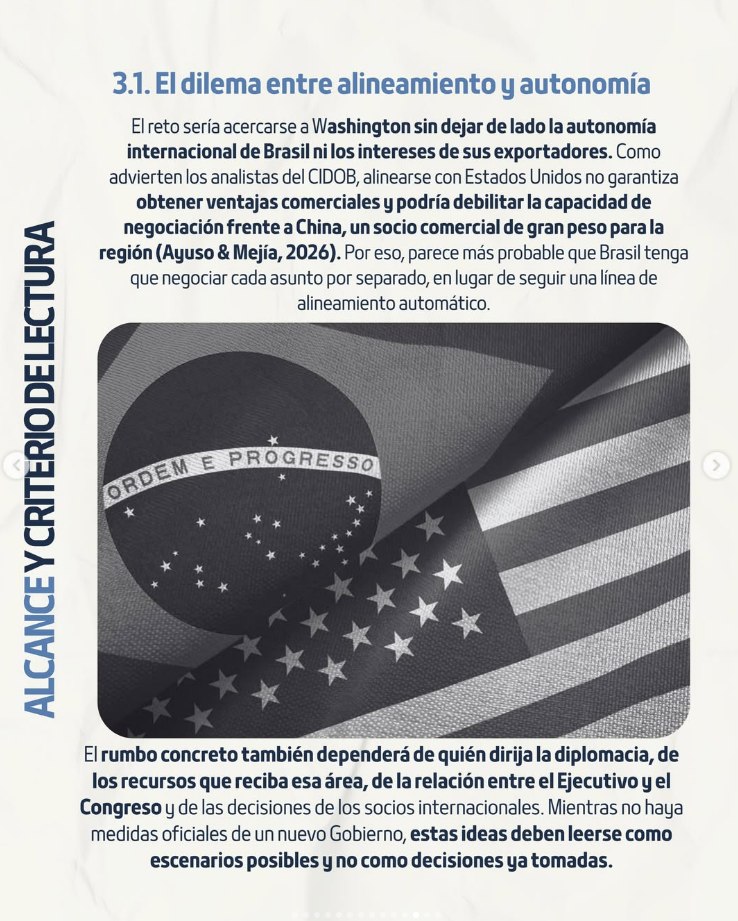 3.1. El dilema entre alineamiento y autonomía
El reto sería acercarse a Washington sin dejar de lado la autonomía
internacional de Brasil ni los intereses de sus exportadores. Como
advierten los analistas del CIDOB, alinearse con Estados Unidos no garantiza
obtener ventajas comerciales y podría debilitar la capacidad de
negociación frente a China, un socio comercial de gran peso para la
región (Ayuso & Mejía, 2026). Por eso, parece más probable que Brasil tenga
que negociar cada asunto por separado, en lugar de seguir una línea de
alineamiento automático.
ALCANCE Y CRITERIO DE LECTURA
ORDEM E PROGRESSO
El rumbo concreto también dependerá de quién dirija la diplomacia, de
los recursos que reciba esa área, de la relación entre el Ejecutivo y el
Congreso y de las decisiones de los socios internacionales. Mientras no haya
medidas oficiales de un nuevo Gobierno, estas ideas deben leerse como
escenarios posibles y no como decisiones ya tomadas.